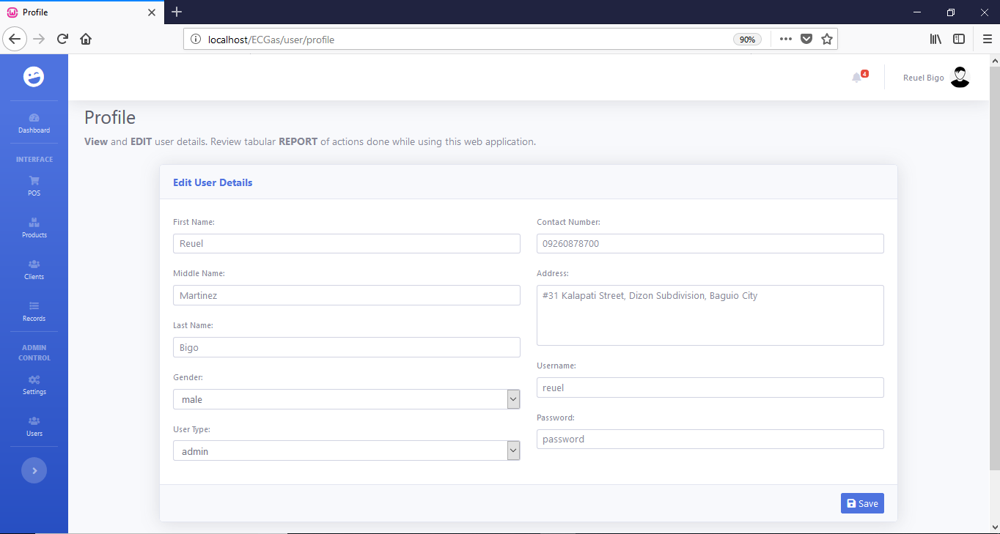 Profile
localhost/ECGas/user/profile
90%
4
Reuel Bigo
Dashboard
INTERFACE
POS
Products
Clients
Records
ADMIN
CONTROL
Settings
Users
Profile
View and EDIT user details. Review tabular REPORT of actions done while using this web application.
Edit User Details
First Name:
Reuel
Middle Name:
Martinez
Last Name:
Bigo
Gender:
male
User Type:
admin
Contact Number:
09260878700
Address:
#31 Kalapati Street, Dizon Subdivision, Baguio City
Username:
reuel
Password:
password
Save